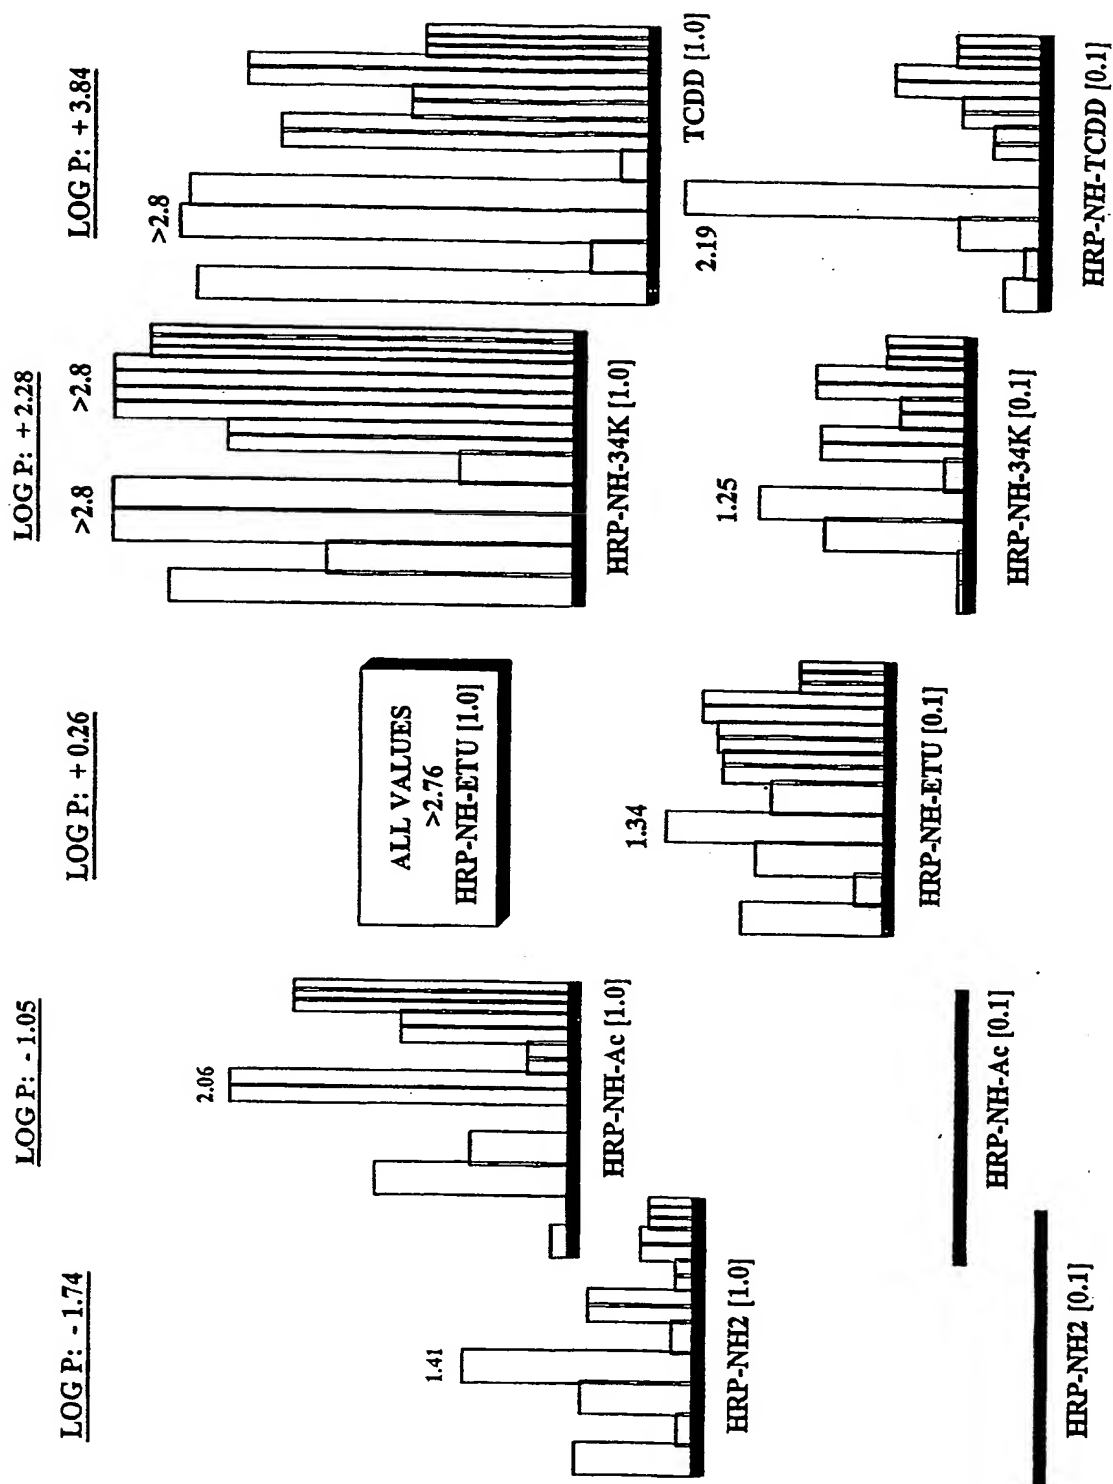 LOG P: - 1.74
1.41
HRP-NH2 [1.0]
HRP-NH2 [0.1]
LOG P: - 1.05
2.06
HRP-NH-Ac [1.0]
HRP-NH-Ac [0.1]
LOG P: + 0.26
ALL VALUES
>2.76
HRP-NH-ETU [1.0]
1.34
HRP-NH-ETU [0.1]
LOG P: + 2.28
>2.8 >2.8
HRP-NH-34K [1.0]
1.25
HRP-NH-34K [0.1]
LOG P: + 3.84
>2.8
TCDD [1.0]
2.19
HRP-NH-TCDD [0.1]